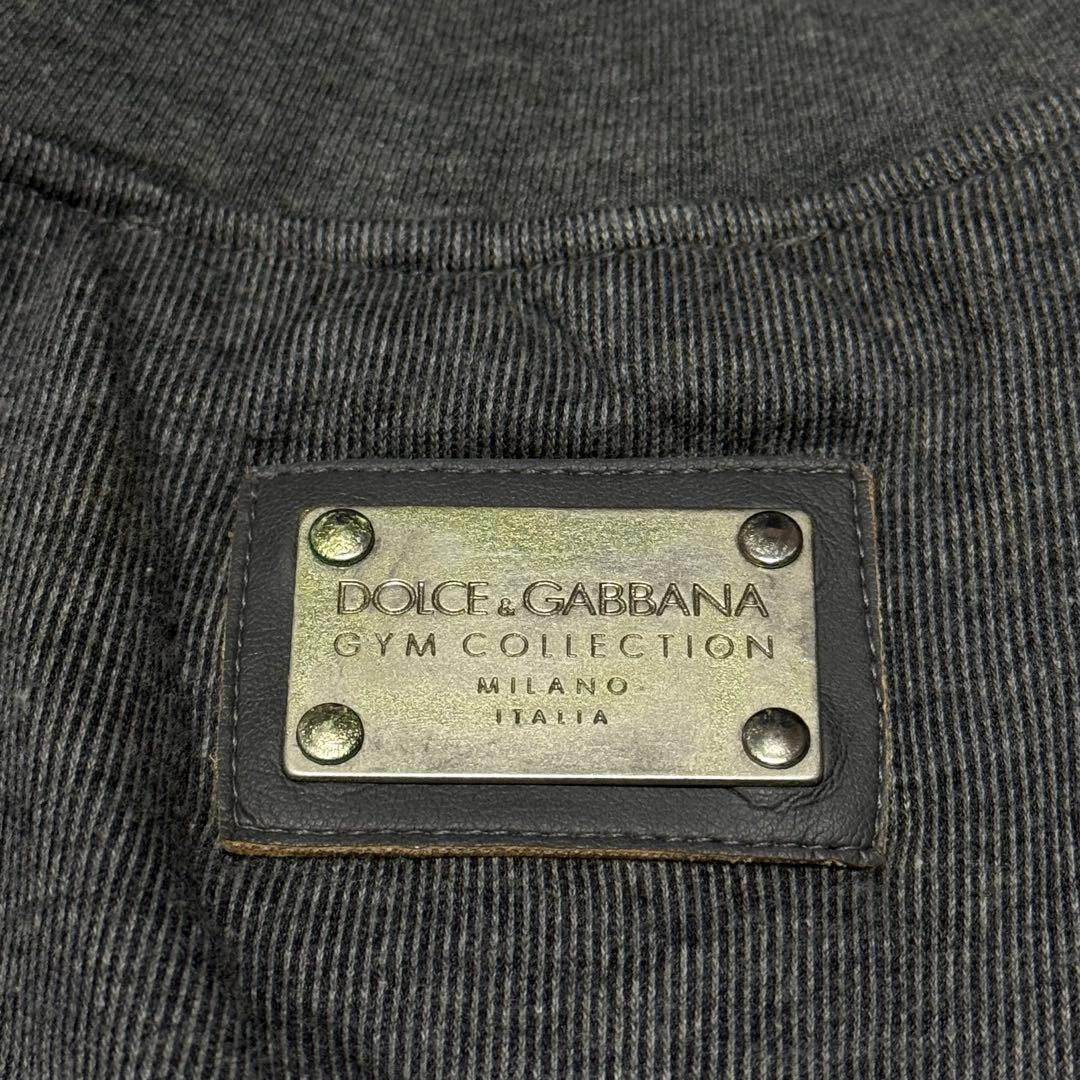 DOLCE & GABBANA
GYM COLLECTION
MILANO
ITALIA